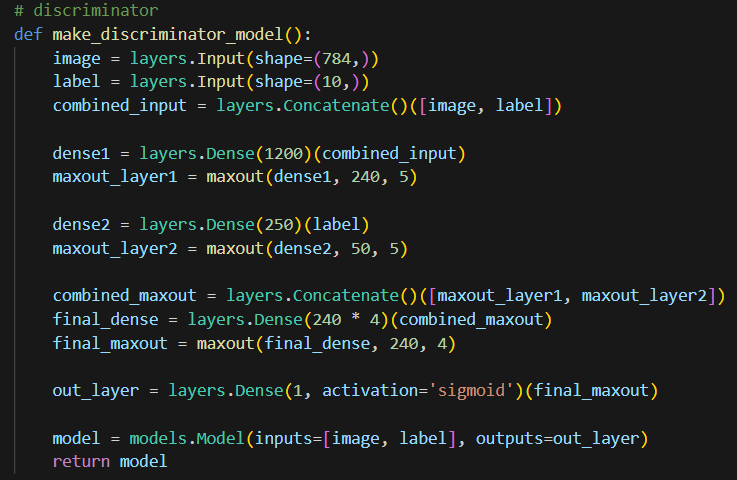 # discriminator
def make_discriminator_model():
    image = layers.Input(shape=(784,))
    label = layers.Input(shape=(10,))
    combined_input = layers.Concatenate()([image, label])

    dense1 = layers.Dense(1200)(combined_input)
    maxout_layer1 = maxout(dense1, 240, 5)

    dense2 = layers.Dense(250)(label)
    maxout_layer2 = maxout(dense2, 50, 5)

    combined_maxout = layers.Concatenate()([maxout_layer1, maxout_layer2])
    final_dense = layers.Dense(240 * 4)(combined_maxout)
    final_maxout = maxout(final_dense, 240, 4)

    out_layer = layers.Dense(1, activation='sigmoid')(final_maxout)

    model = models.Model(inputs=[image, label], outputs=out_layer)
    return model